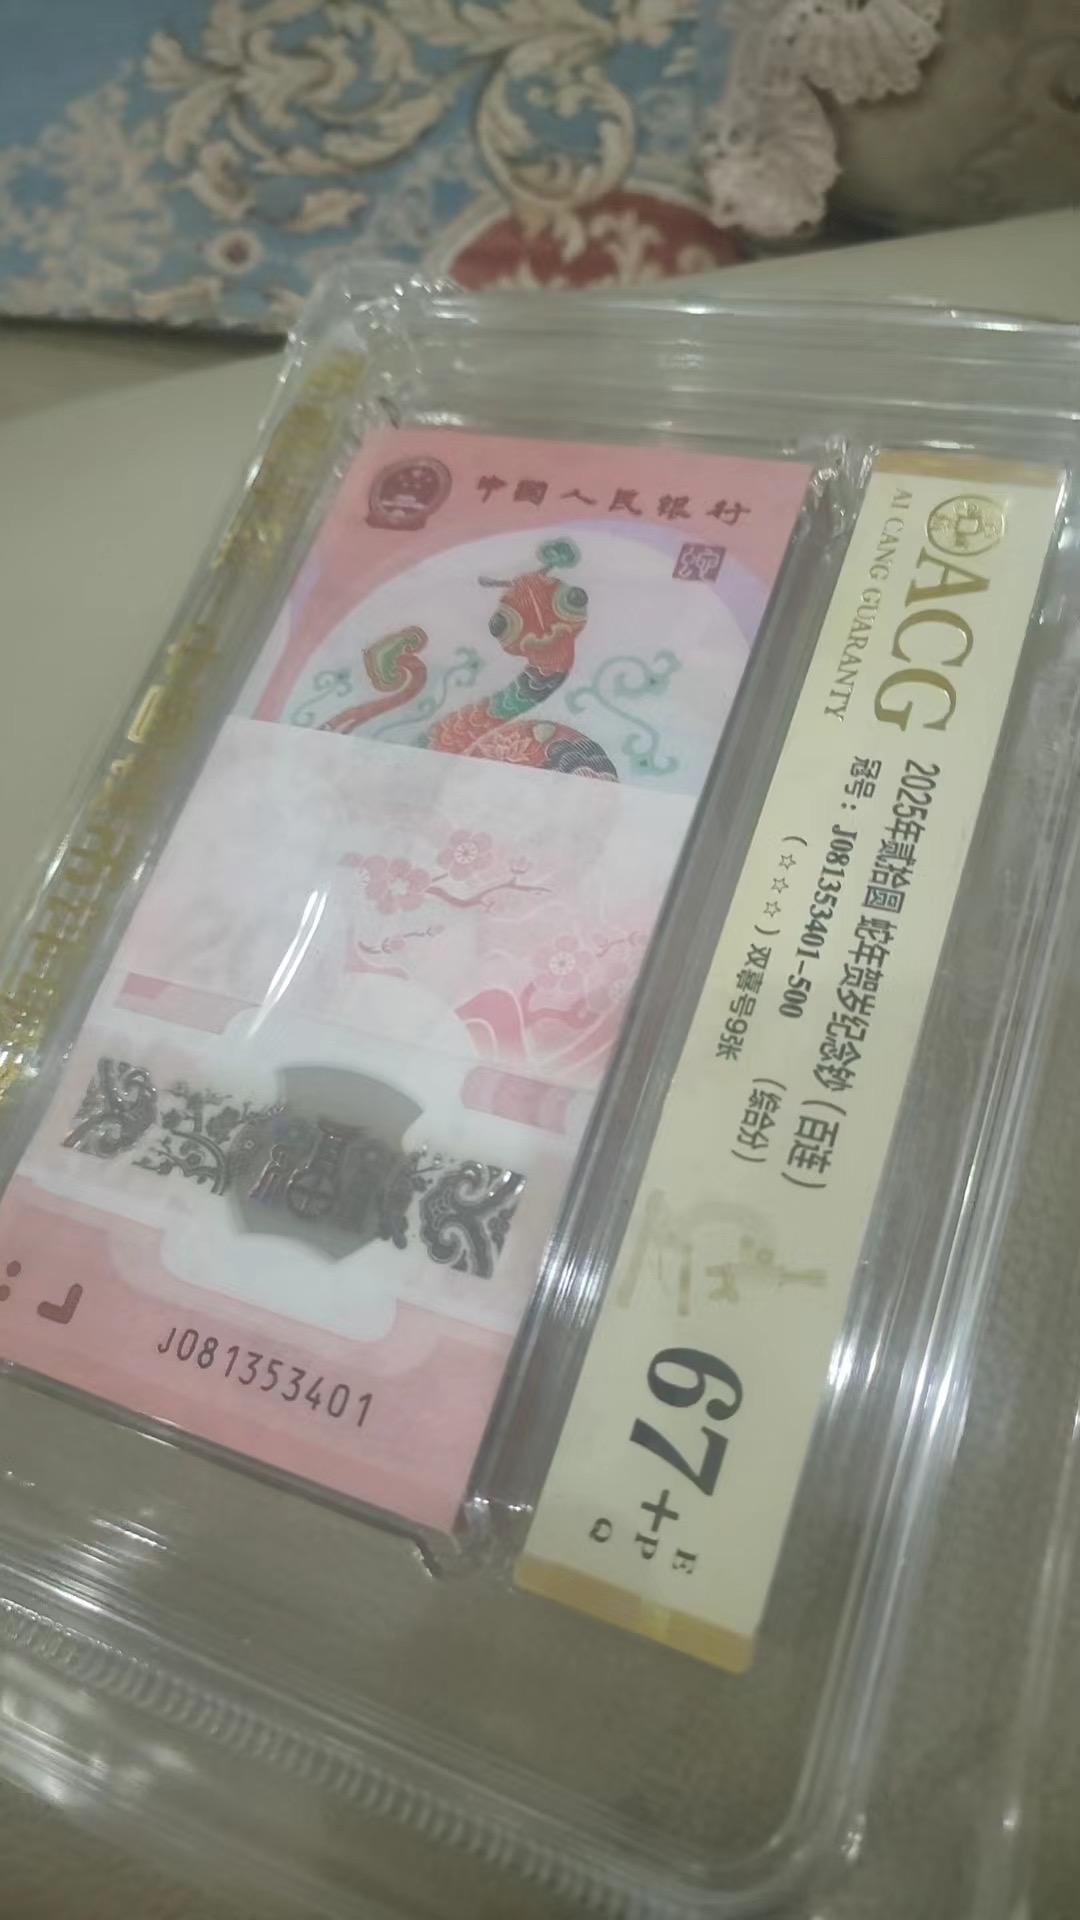 中国人民银行
J081353401
ACG
AI CANG GUARANTY
2025年贰拾圆 蛇年贺岁纪念钞（百连）
冠号：J081353401-500
（☆☆☆）双喜号9张 （综合分）
67+
E
P
Q